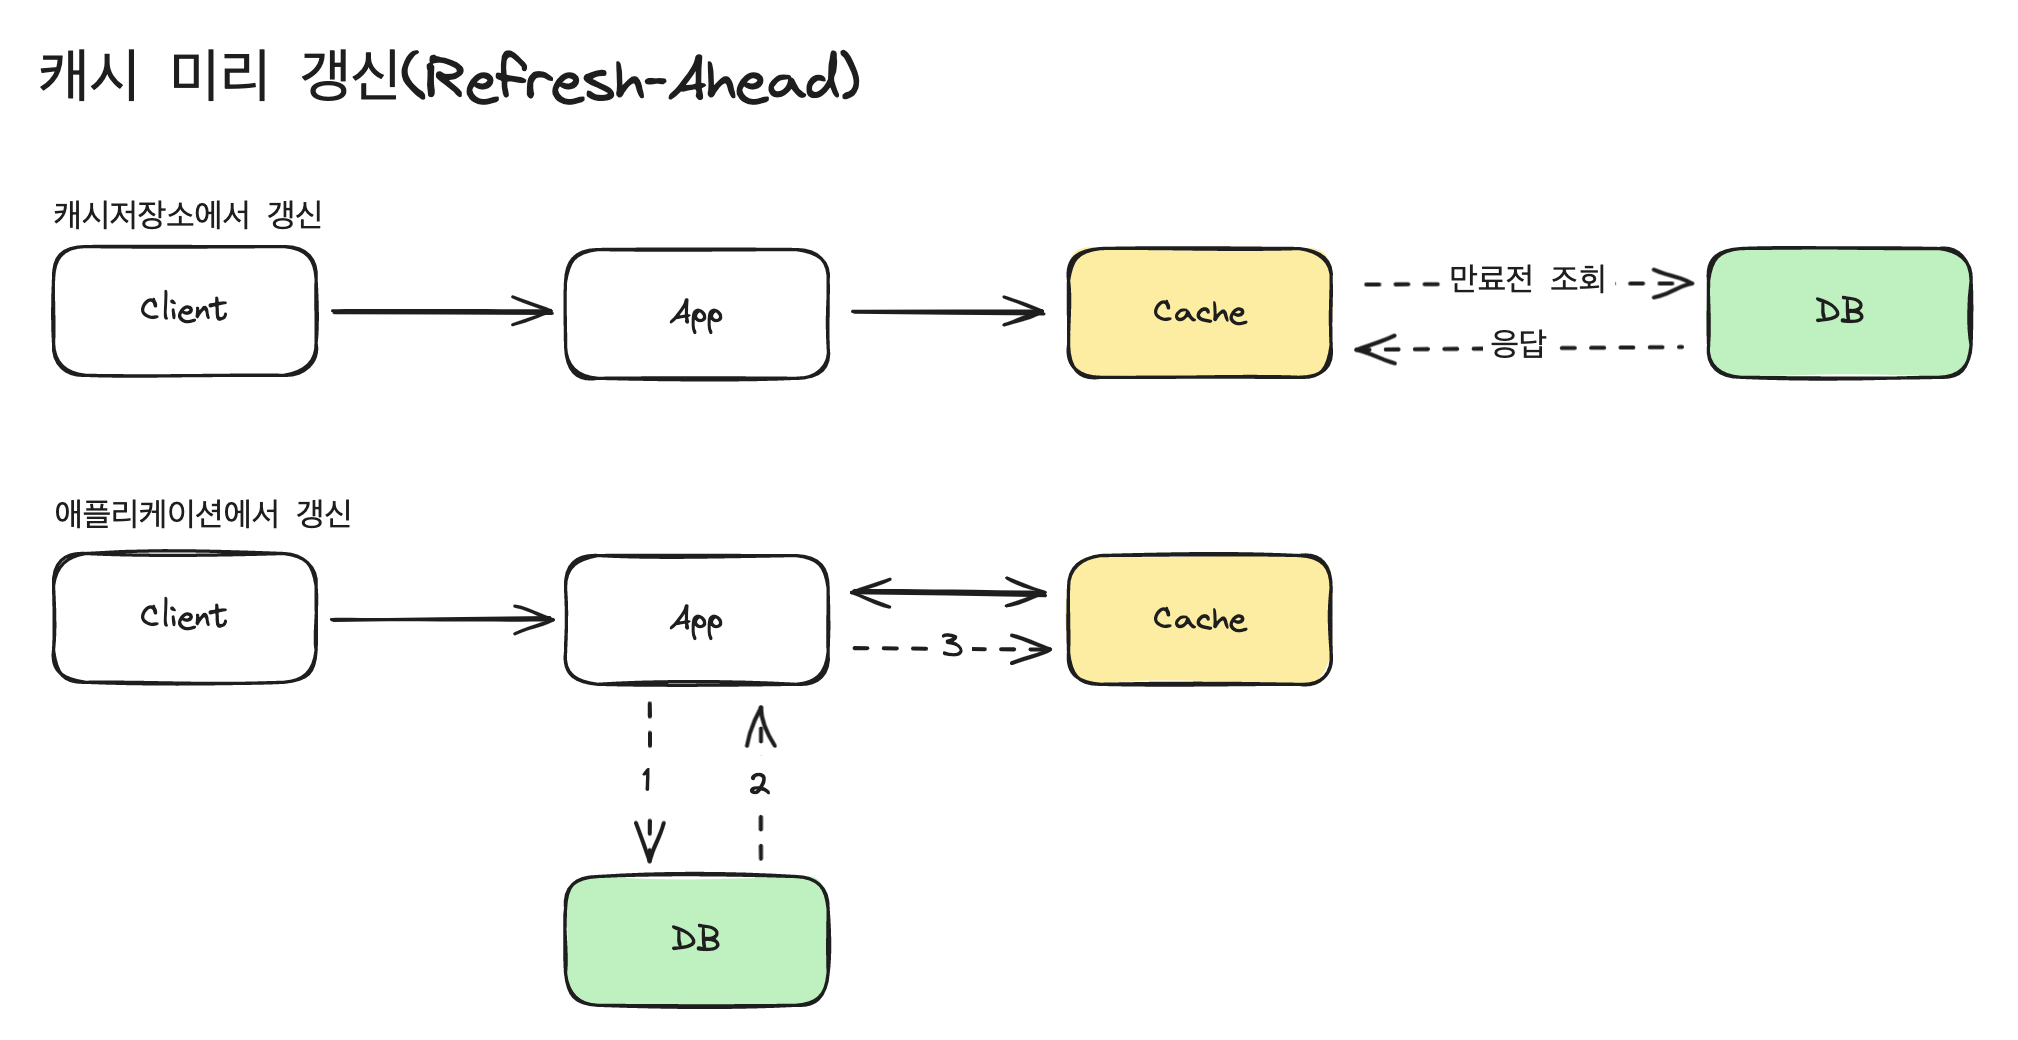 캐시 미리 갱신(Refresh-Ahead)
캐시저장소에서 갱신
Client
App
Cache
만료전 조회
응답
DB
애플리케이션에서 갱신
Client
App
Cache
3
1
2
DB